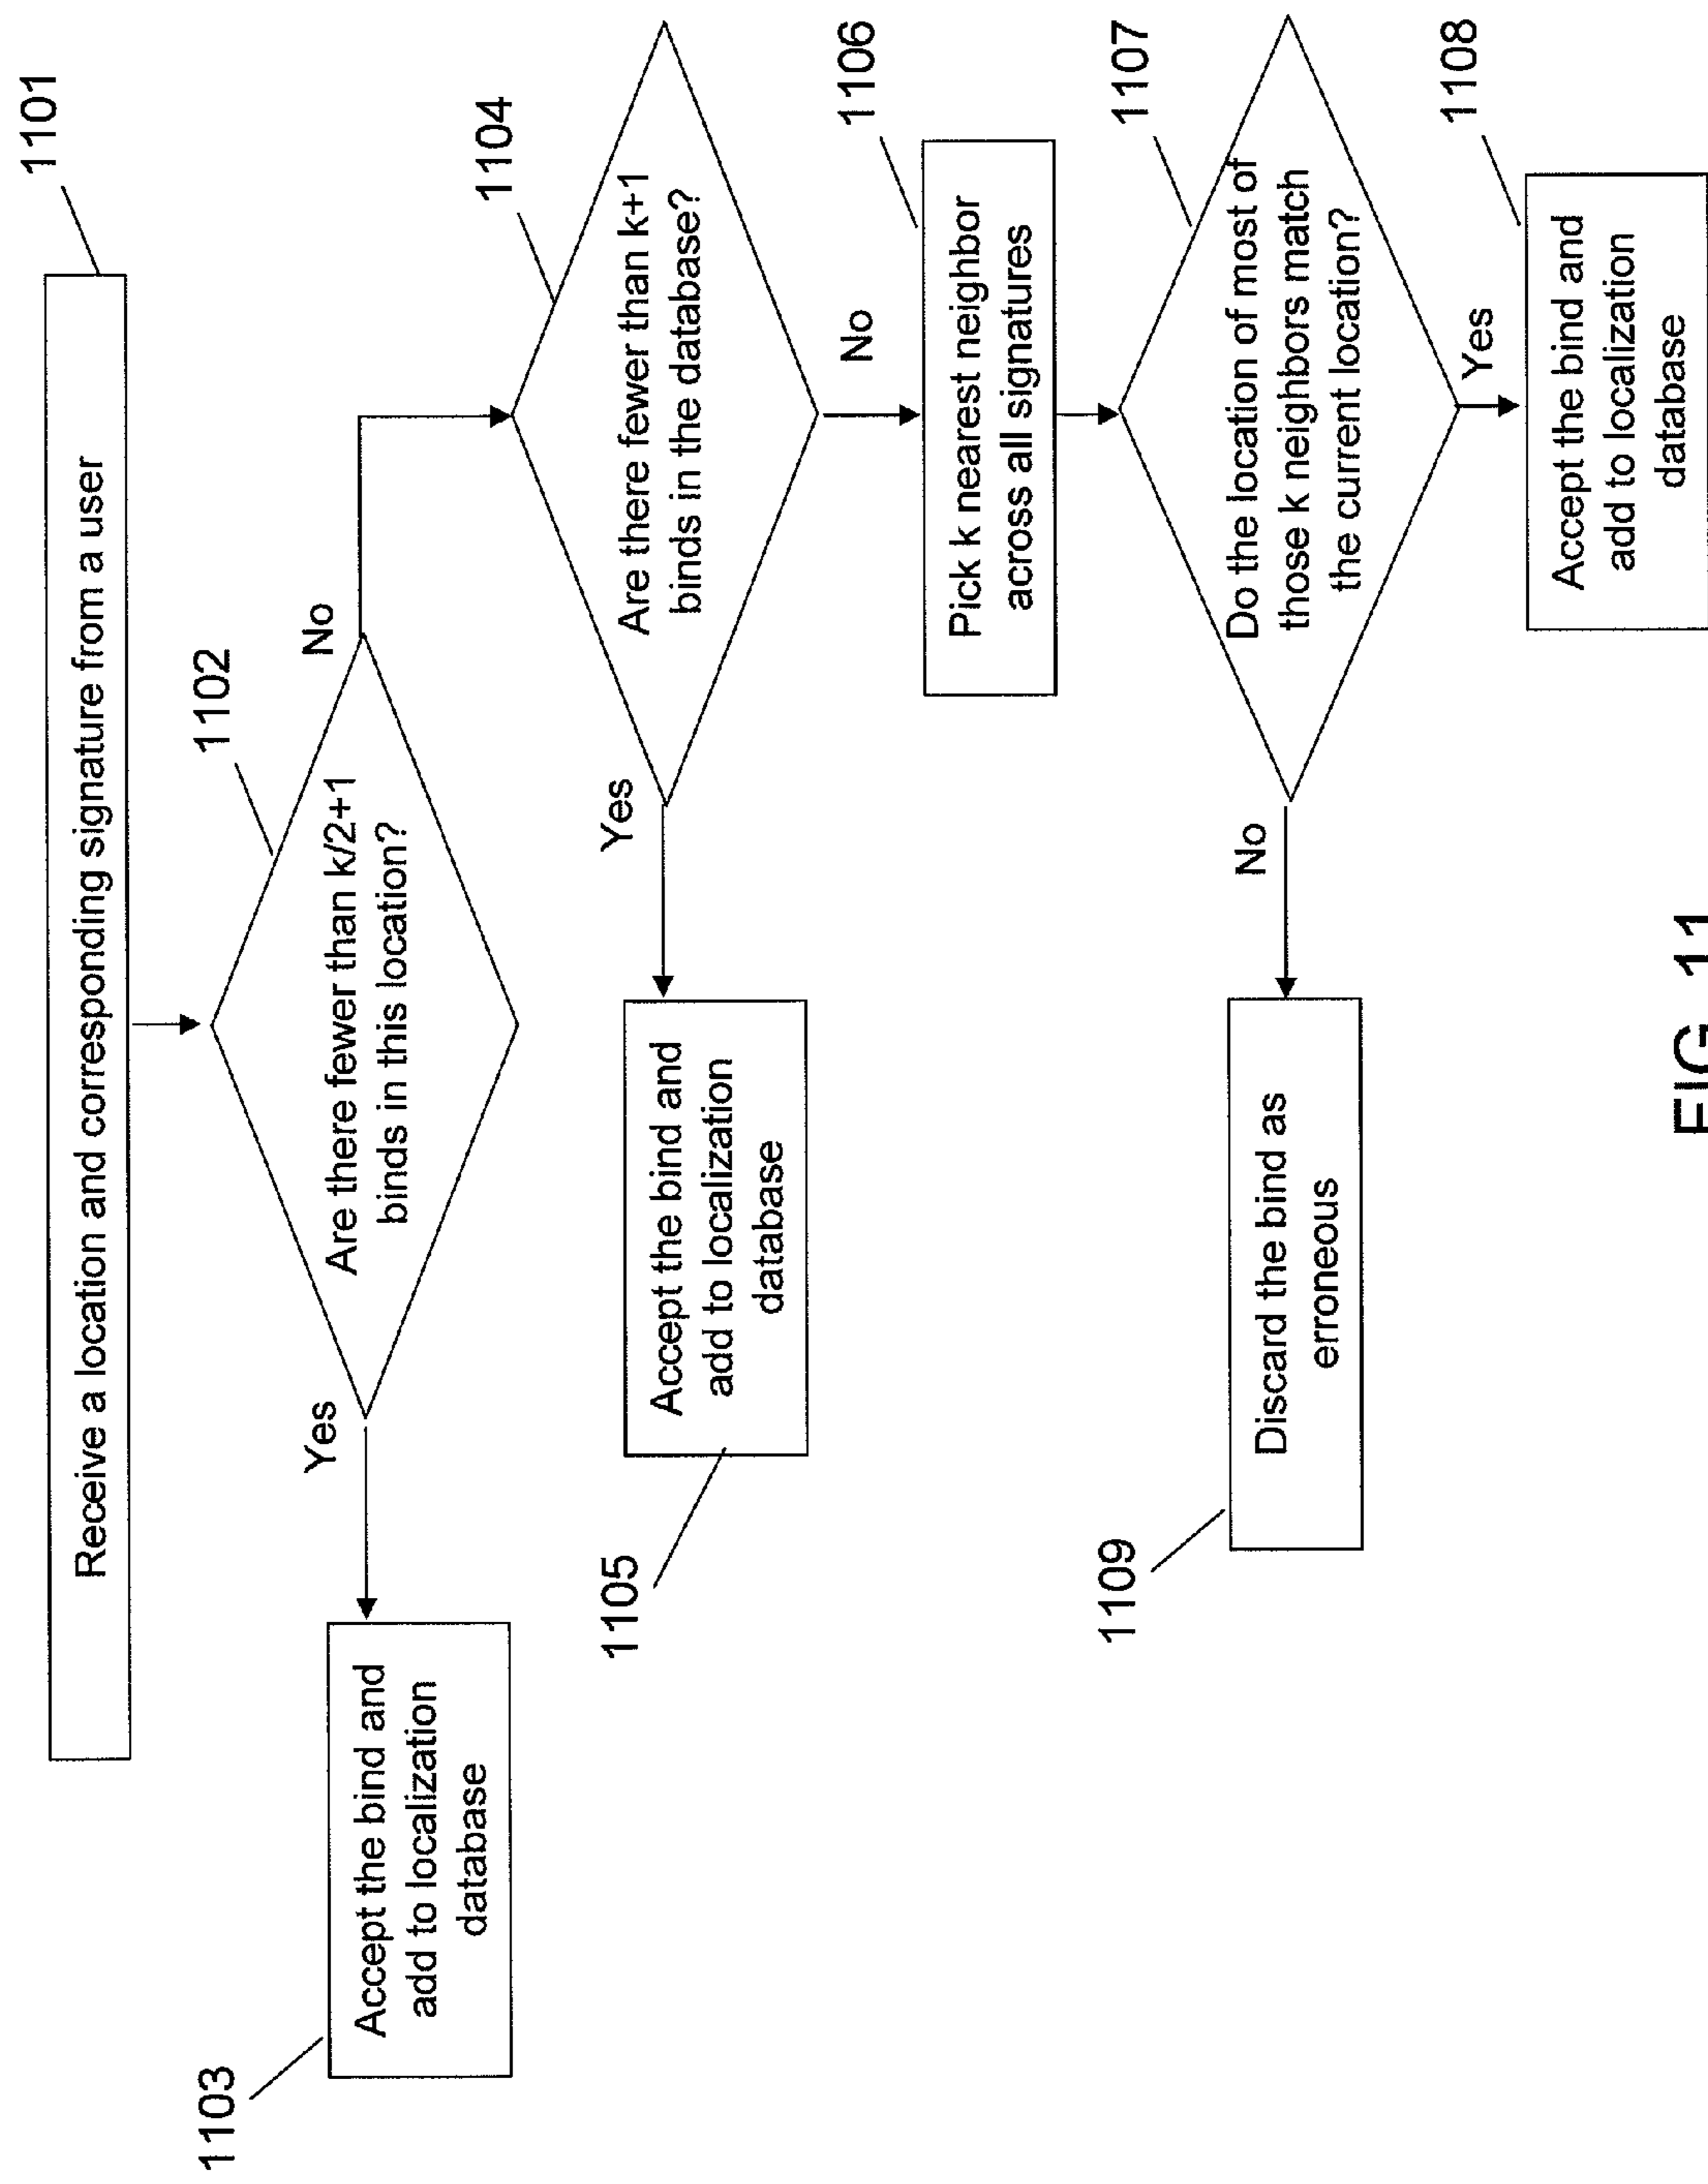 1101
Receive a location and corresponding signature from a user
1102
Are there fewer than k/2+1
binds in this location?
Yes
No
1103
Accept the bind and
add to localization
database
1104
Are there fewer than k+1
binds in the database?
Yes
No
1105
Accept the bind and
add to localization
database
1106
Pick k nearest neighbor
across all signatures
1107
Do the location of most of
those k neighbors match
the current location?
No
Yes
1109
Discard the bind as
erroneous
1108
Accept the bind and
add to localization
database
FIG. 11